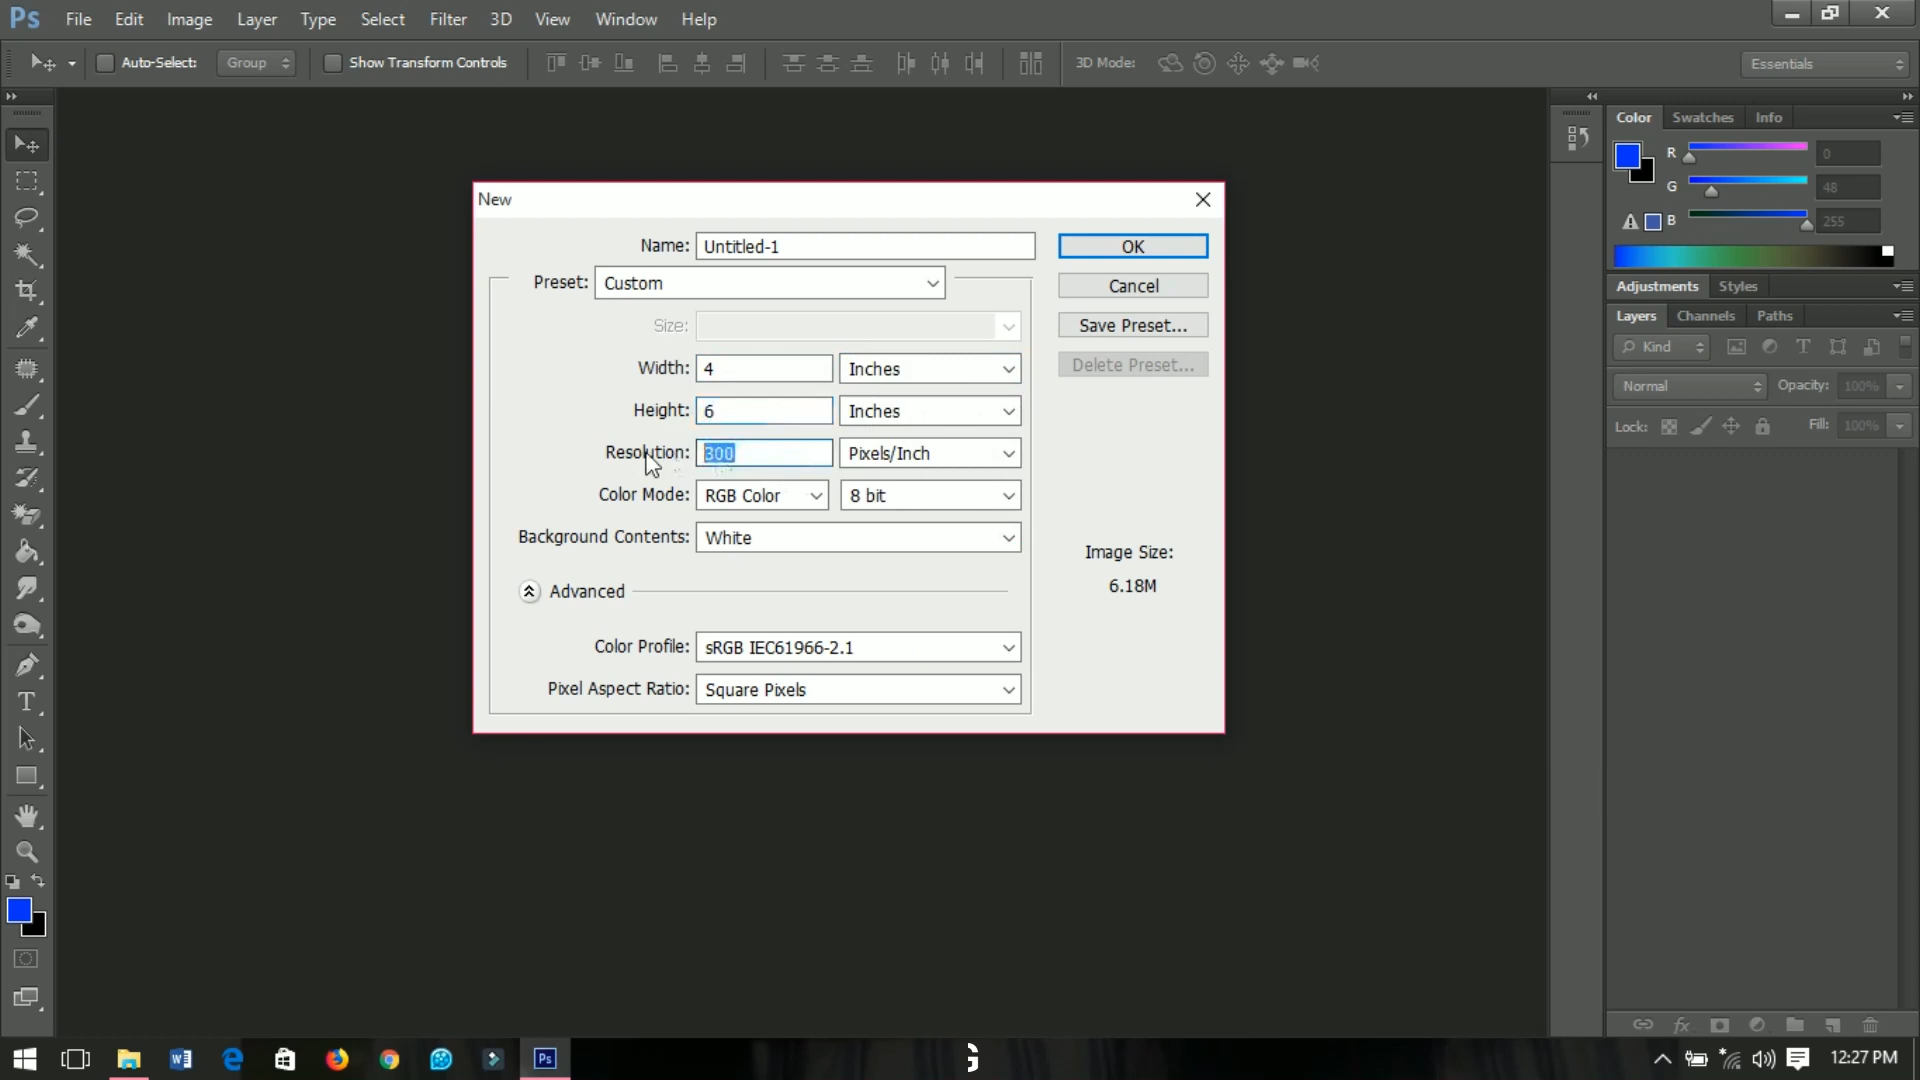 Ps File Edit Image Layer Type Select Filter 3D View Window Help
Auto-Select: Group Show Transform Controls 3D Mode: Essentials
Color Swatches Info
R 0
G 48
B 255
Adjustments Styles
Layers Channels Paths
Kind T
Normal Opacity: 100%
Lock: Fill: 100%
New
Name: Untitled-1 OK
Preset: Custom Cancel
Size: Save Preset...
Width: 4 Inches Delete Preset...
Height: 6 Inches
Resolution: 300 Pixels/Inch
Color Mode: RGB Color 8 bit
Background Contents: White
Image Size:
6.18M
Advanced
Color Profile: sRGB IEC61966-2.1
Pixel Aspect Ratio: Square Pixels
T
fx
Ps
12:27 PM